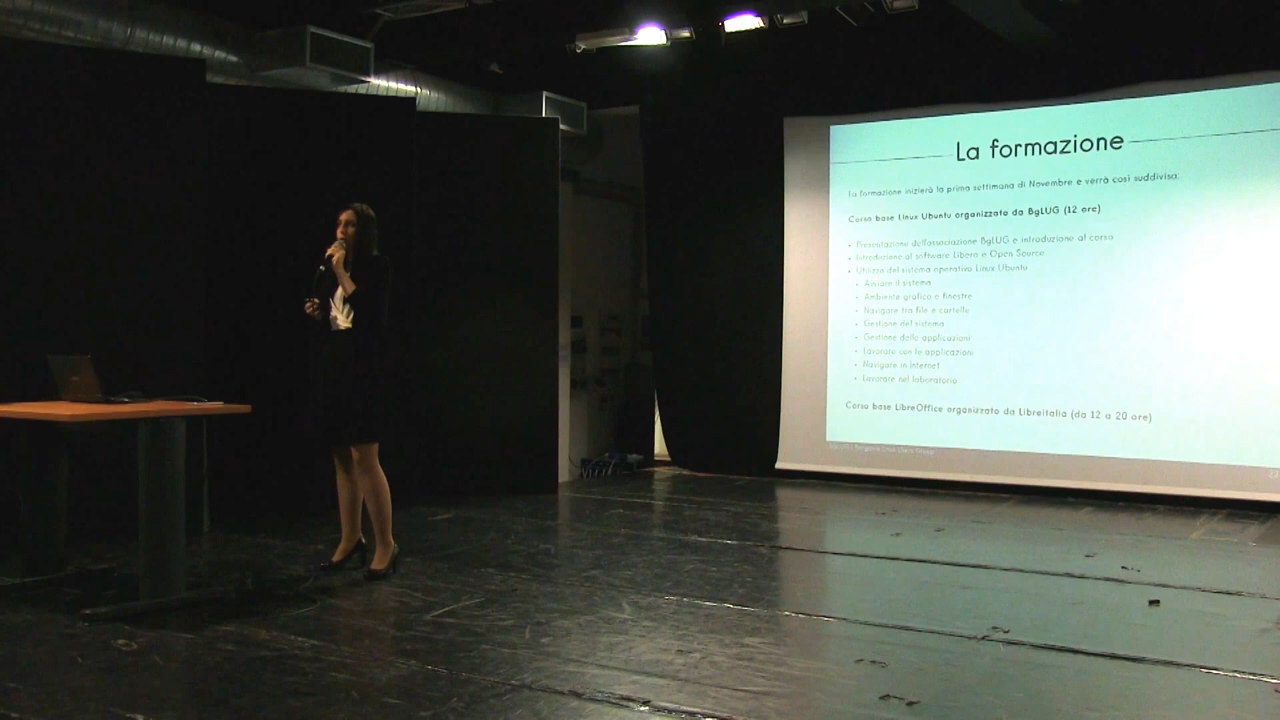 La formazione
La formazione inizierà la prima settimana di Novembre e verrà così suddivisa:
Corso base Linux Ubuntu organizzato da BgLUG (12 ore)
• Presentazione dell'associazione BgLUG e introduzione al corso
• Introduzione al software Libero e Open Source
• Utilizzo del sistema operativo Linux Ubuntu
• Avviare il sistema
• Ambiente grafico e finestre
• Navigare tra file e cartelle
• Gestione del sistema
• Gestione delle applicazioni
• Lavorare con le applicazioni
• Navigare in Internet
• Lavorare nel laboratorio
Corso base LibreOffice organizzato da LibreItalia (da 12 a 20 ore)
Linux Users Group